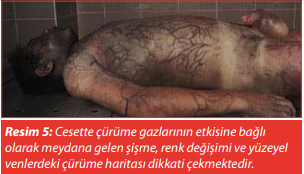 Resim 5: Cesette çürüme gazlarının etkisine bağlı
olarak meydana gelen şişme, renk değişimi ve yüzeyel
venlerdeki çürüme haritası dikkati çekmektedir.